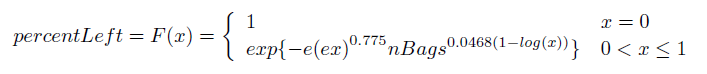 percentLeft = F(x) = { 1 x = 0
exp{−e(ex)^0.775 nBags^0.0468(1−log(x))} 0 < x ≤ 1